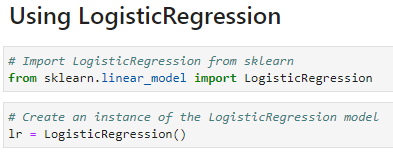 Using LogisticRegression
# Import LogisticRegression from sklearn
from sklearn.linear_model import LogisticRegression
# Create an instance of the LogisticRegression model
lr = LogisticRegression()